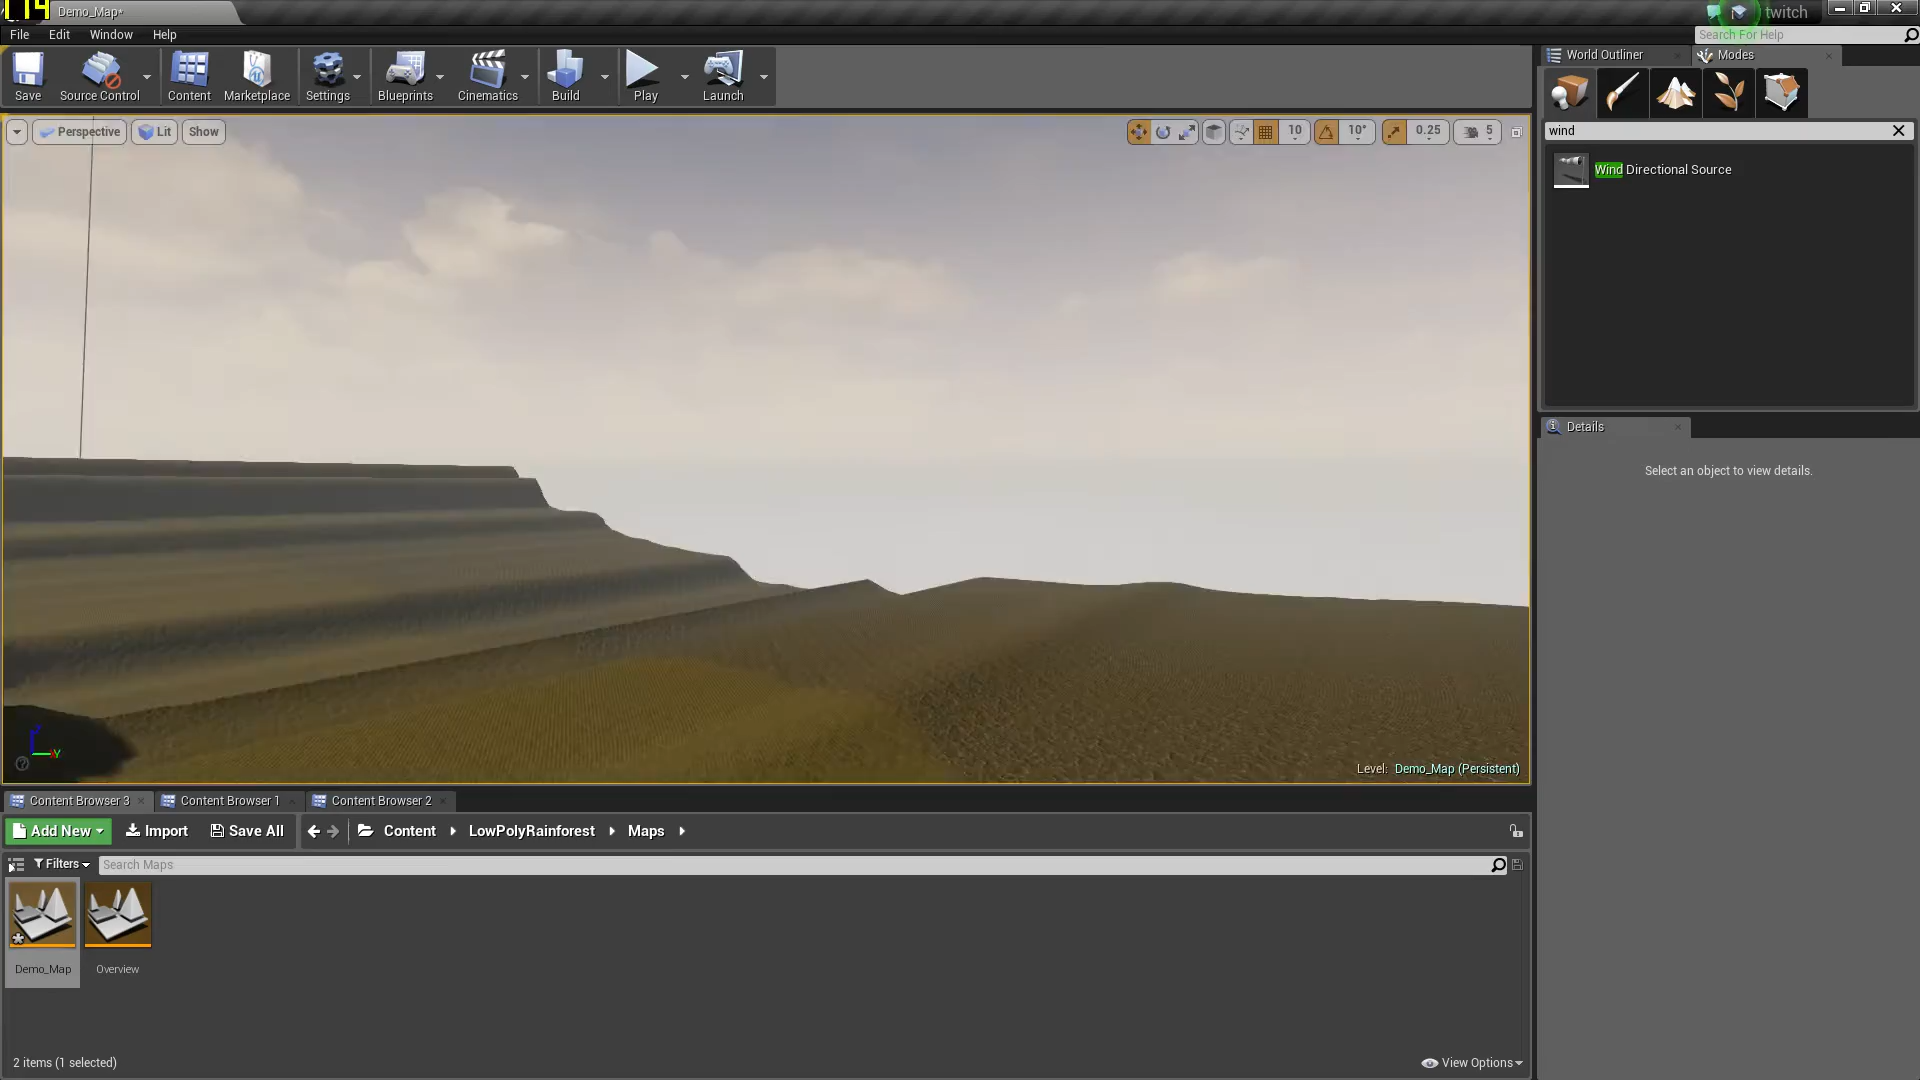 114
Demo_Map*
twitch
File Edit Window Help
Search For Help
Save Source Control Content Marketplace Settings Blueprints Cinematics Build Play Launch
World Outliner
Modes
wind
Wind Directional Source
Perspective Lit Show
10 10° 0.25 5
Details
Select an object to view details.
Z
Y
Level: Demo_Map (Persistent)
Content Browser 3 Content Browser 1 Content Browser 2
Add New Import Save All Content LowPolyRainforest Maps
Filters Search Maps
Demo_Map
Overview
2 items (1 selected)
View Options